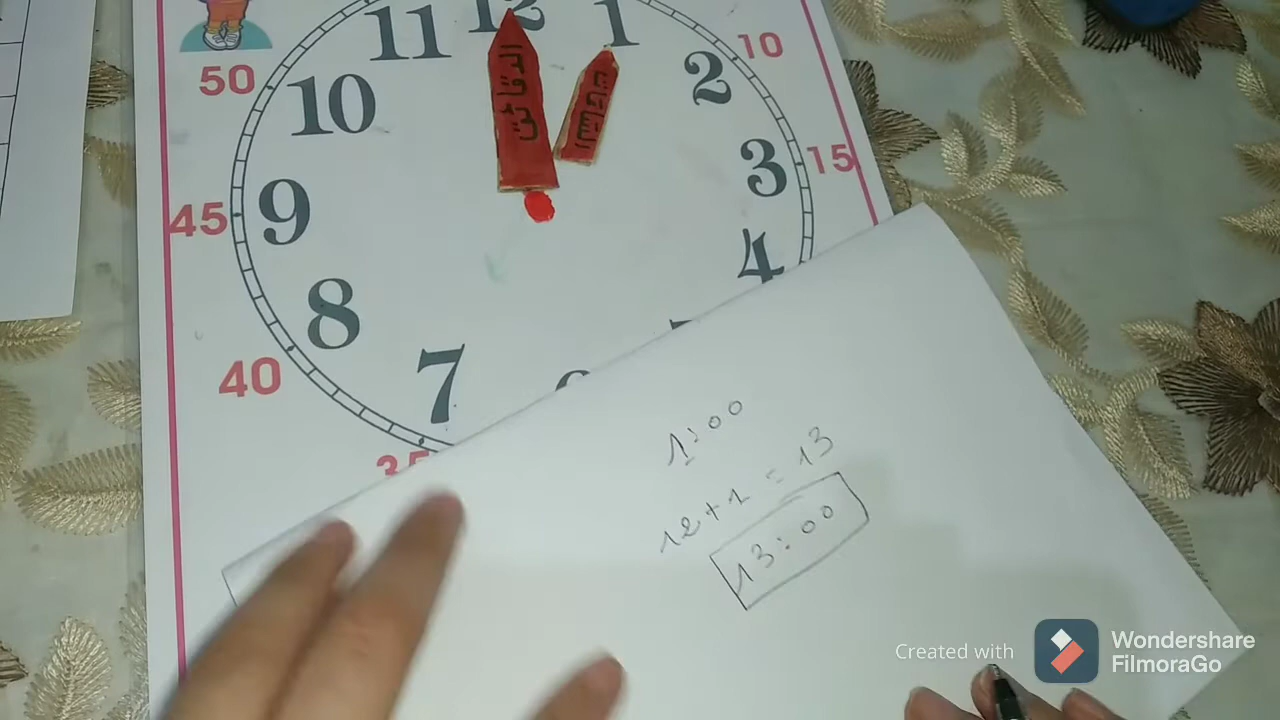 11 12 1
10 2
9 3
8 4
7
50 10
45 15
40
35
دقائق
1:00
12+1 = 13
13:00
Created with Wondershare FilmoraGo